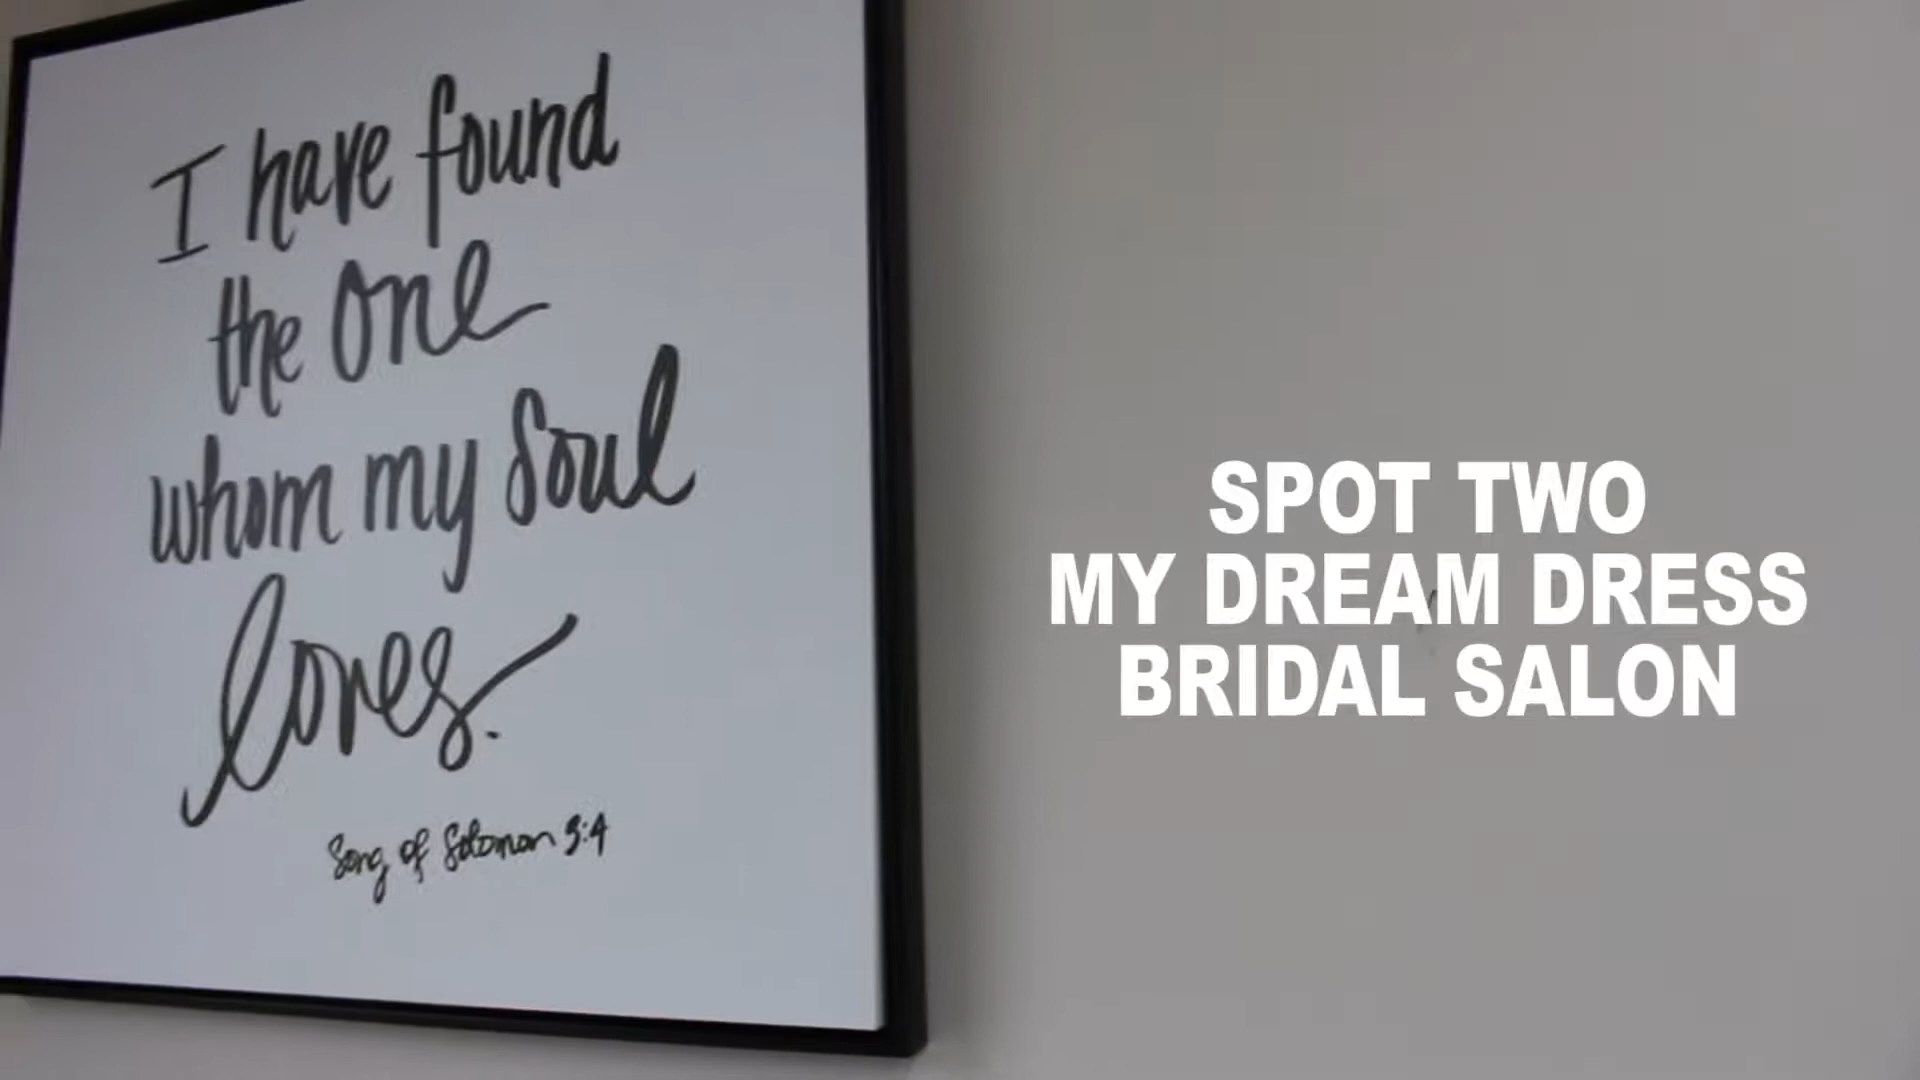 I have found
the one
whom my soul
loves.
Song of Solomon 3:4
SPOT TWO
MY DREAM DRESS
BRIDAL SALON